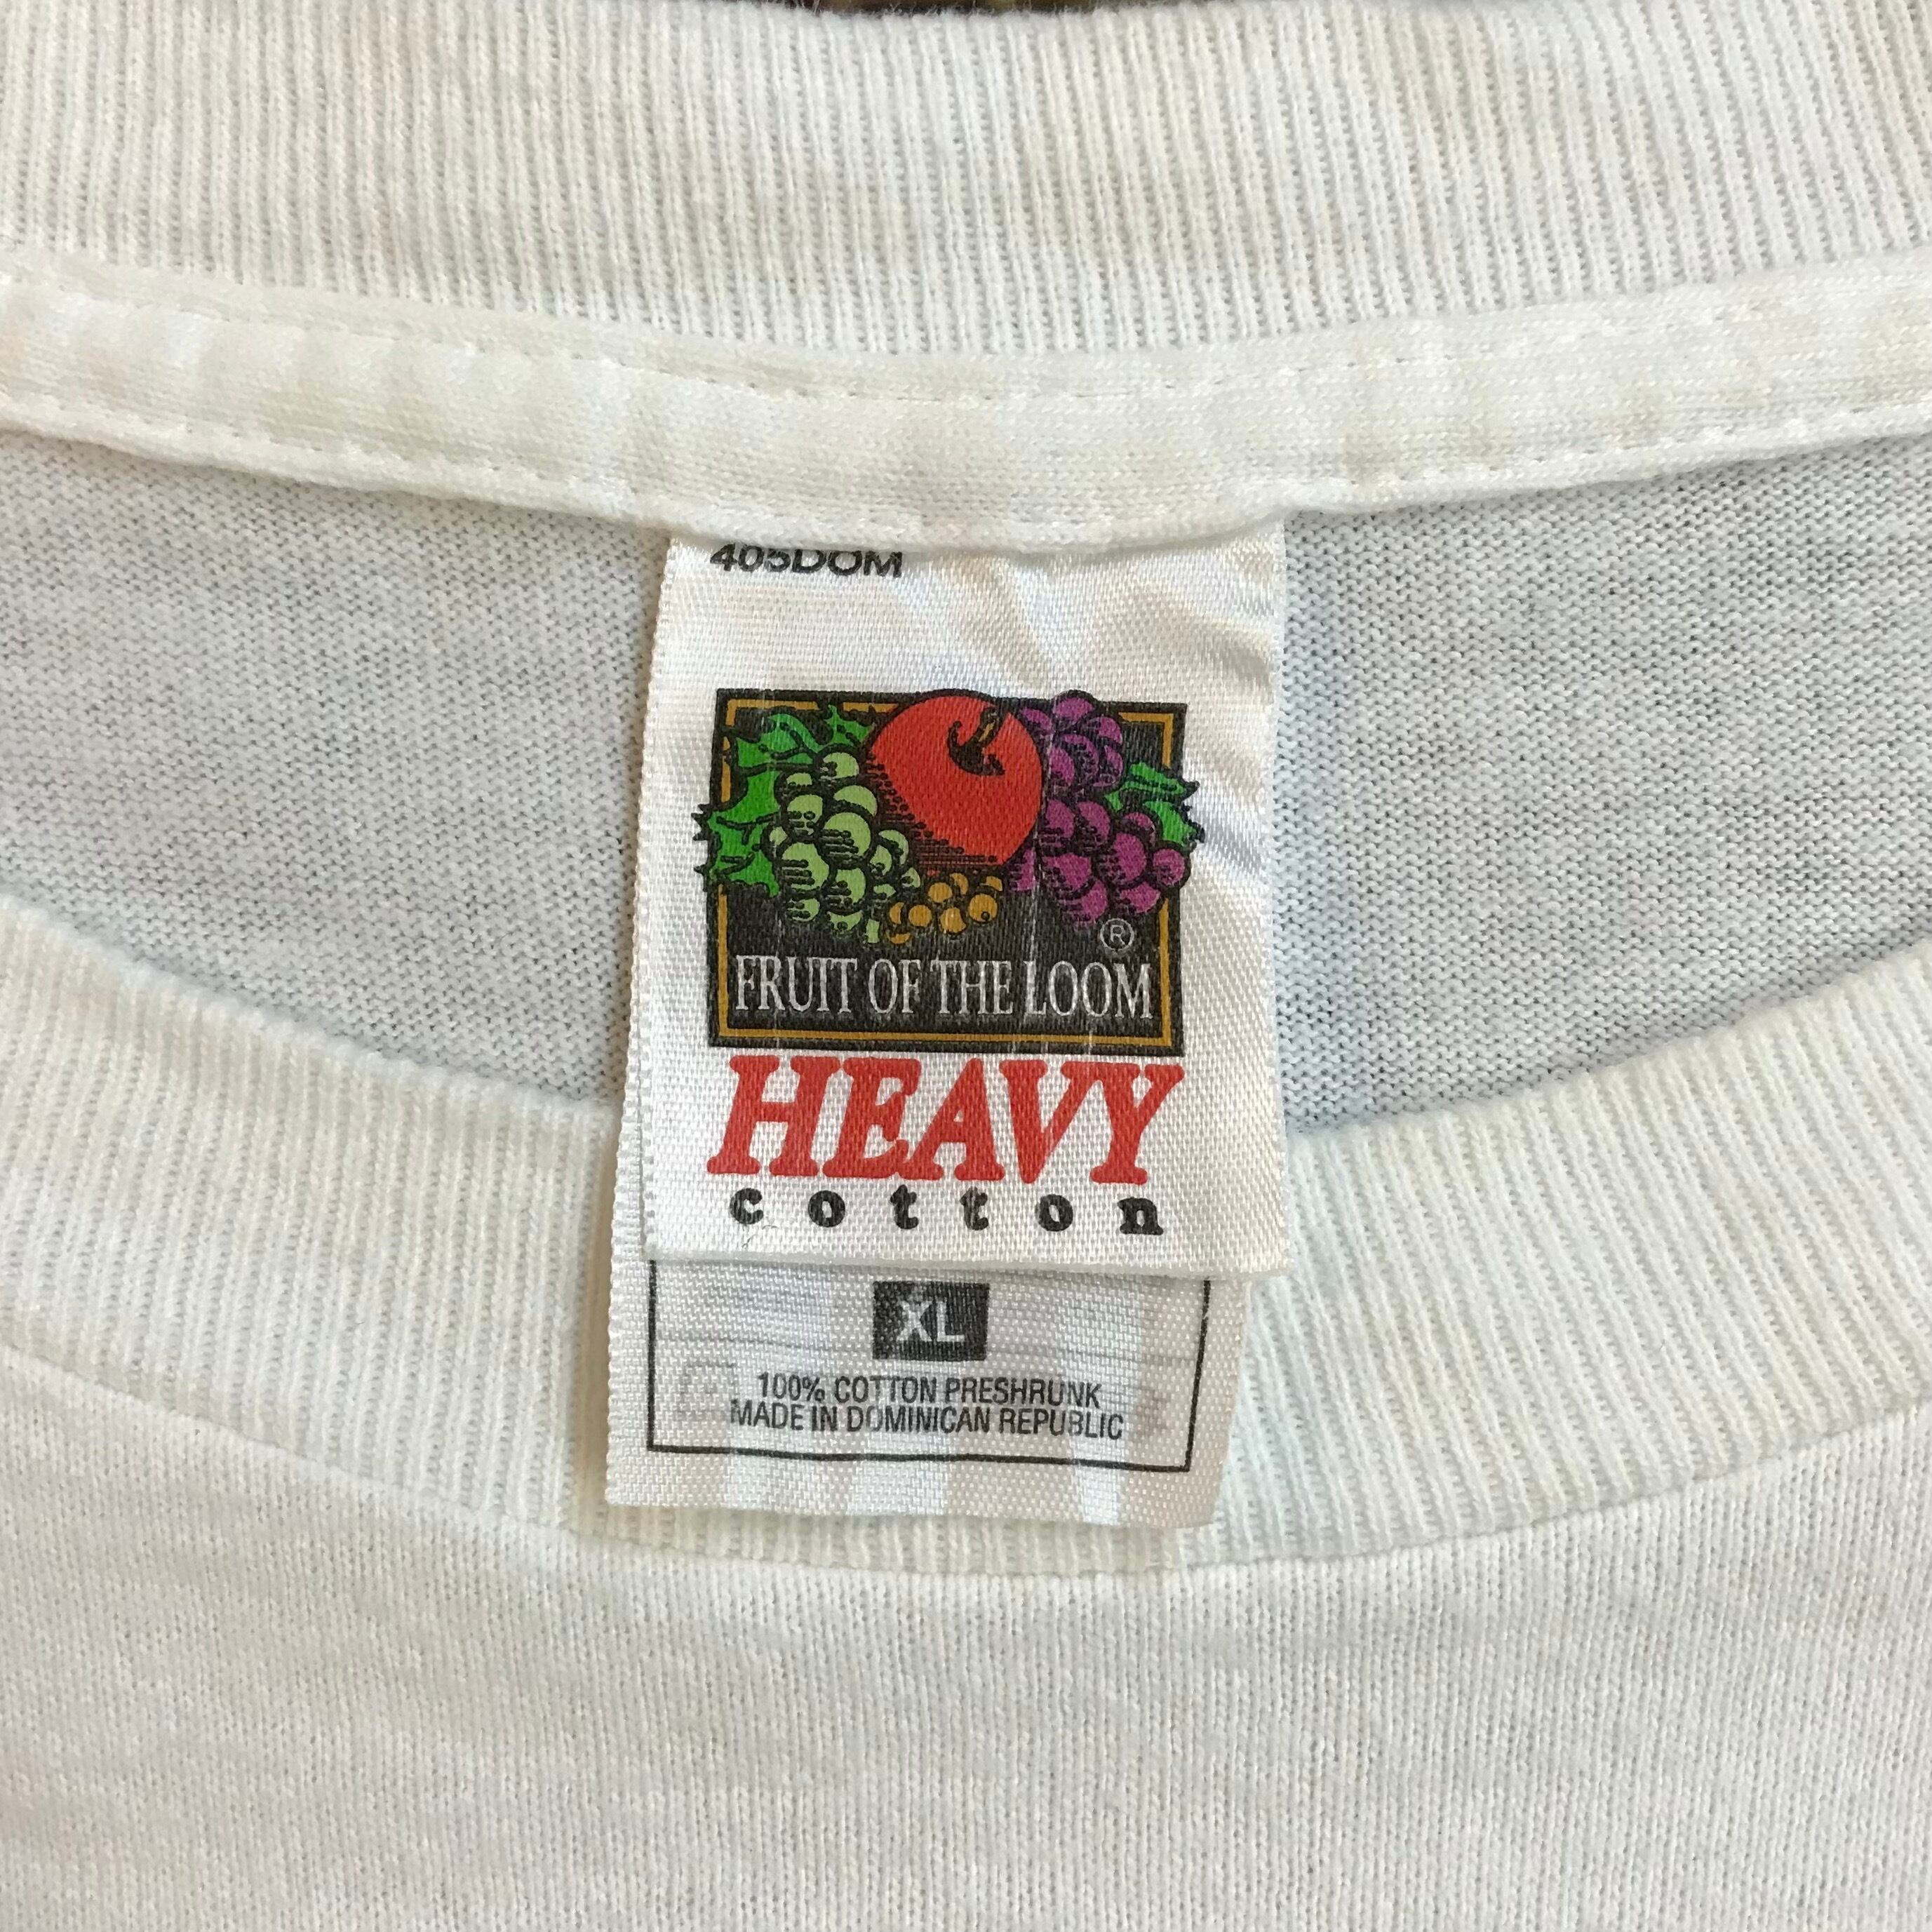 405DOM
®
FRUIT OF THE LOOM
HEAVY
cotton
XL
100% COTTON PRESHRUNK
MADE IN DOMINICAN REPUBLIC